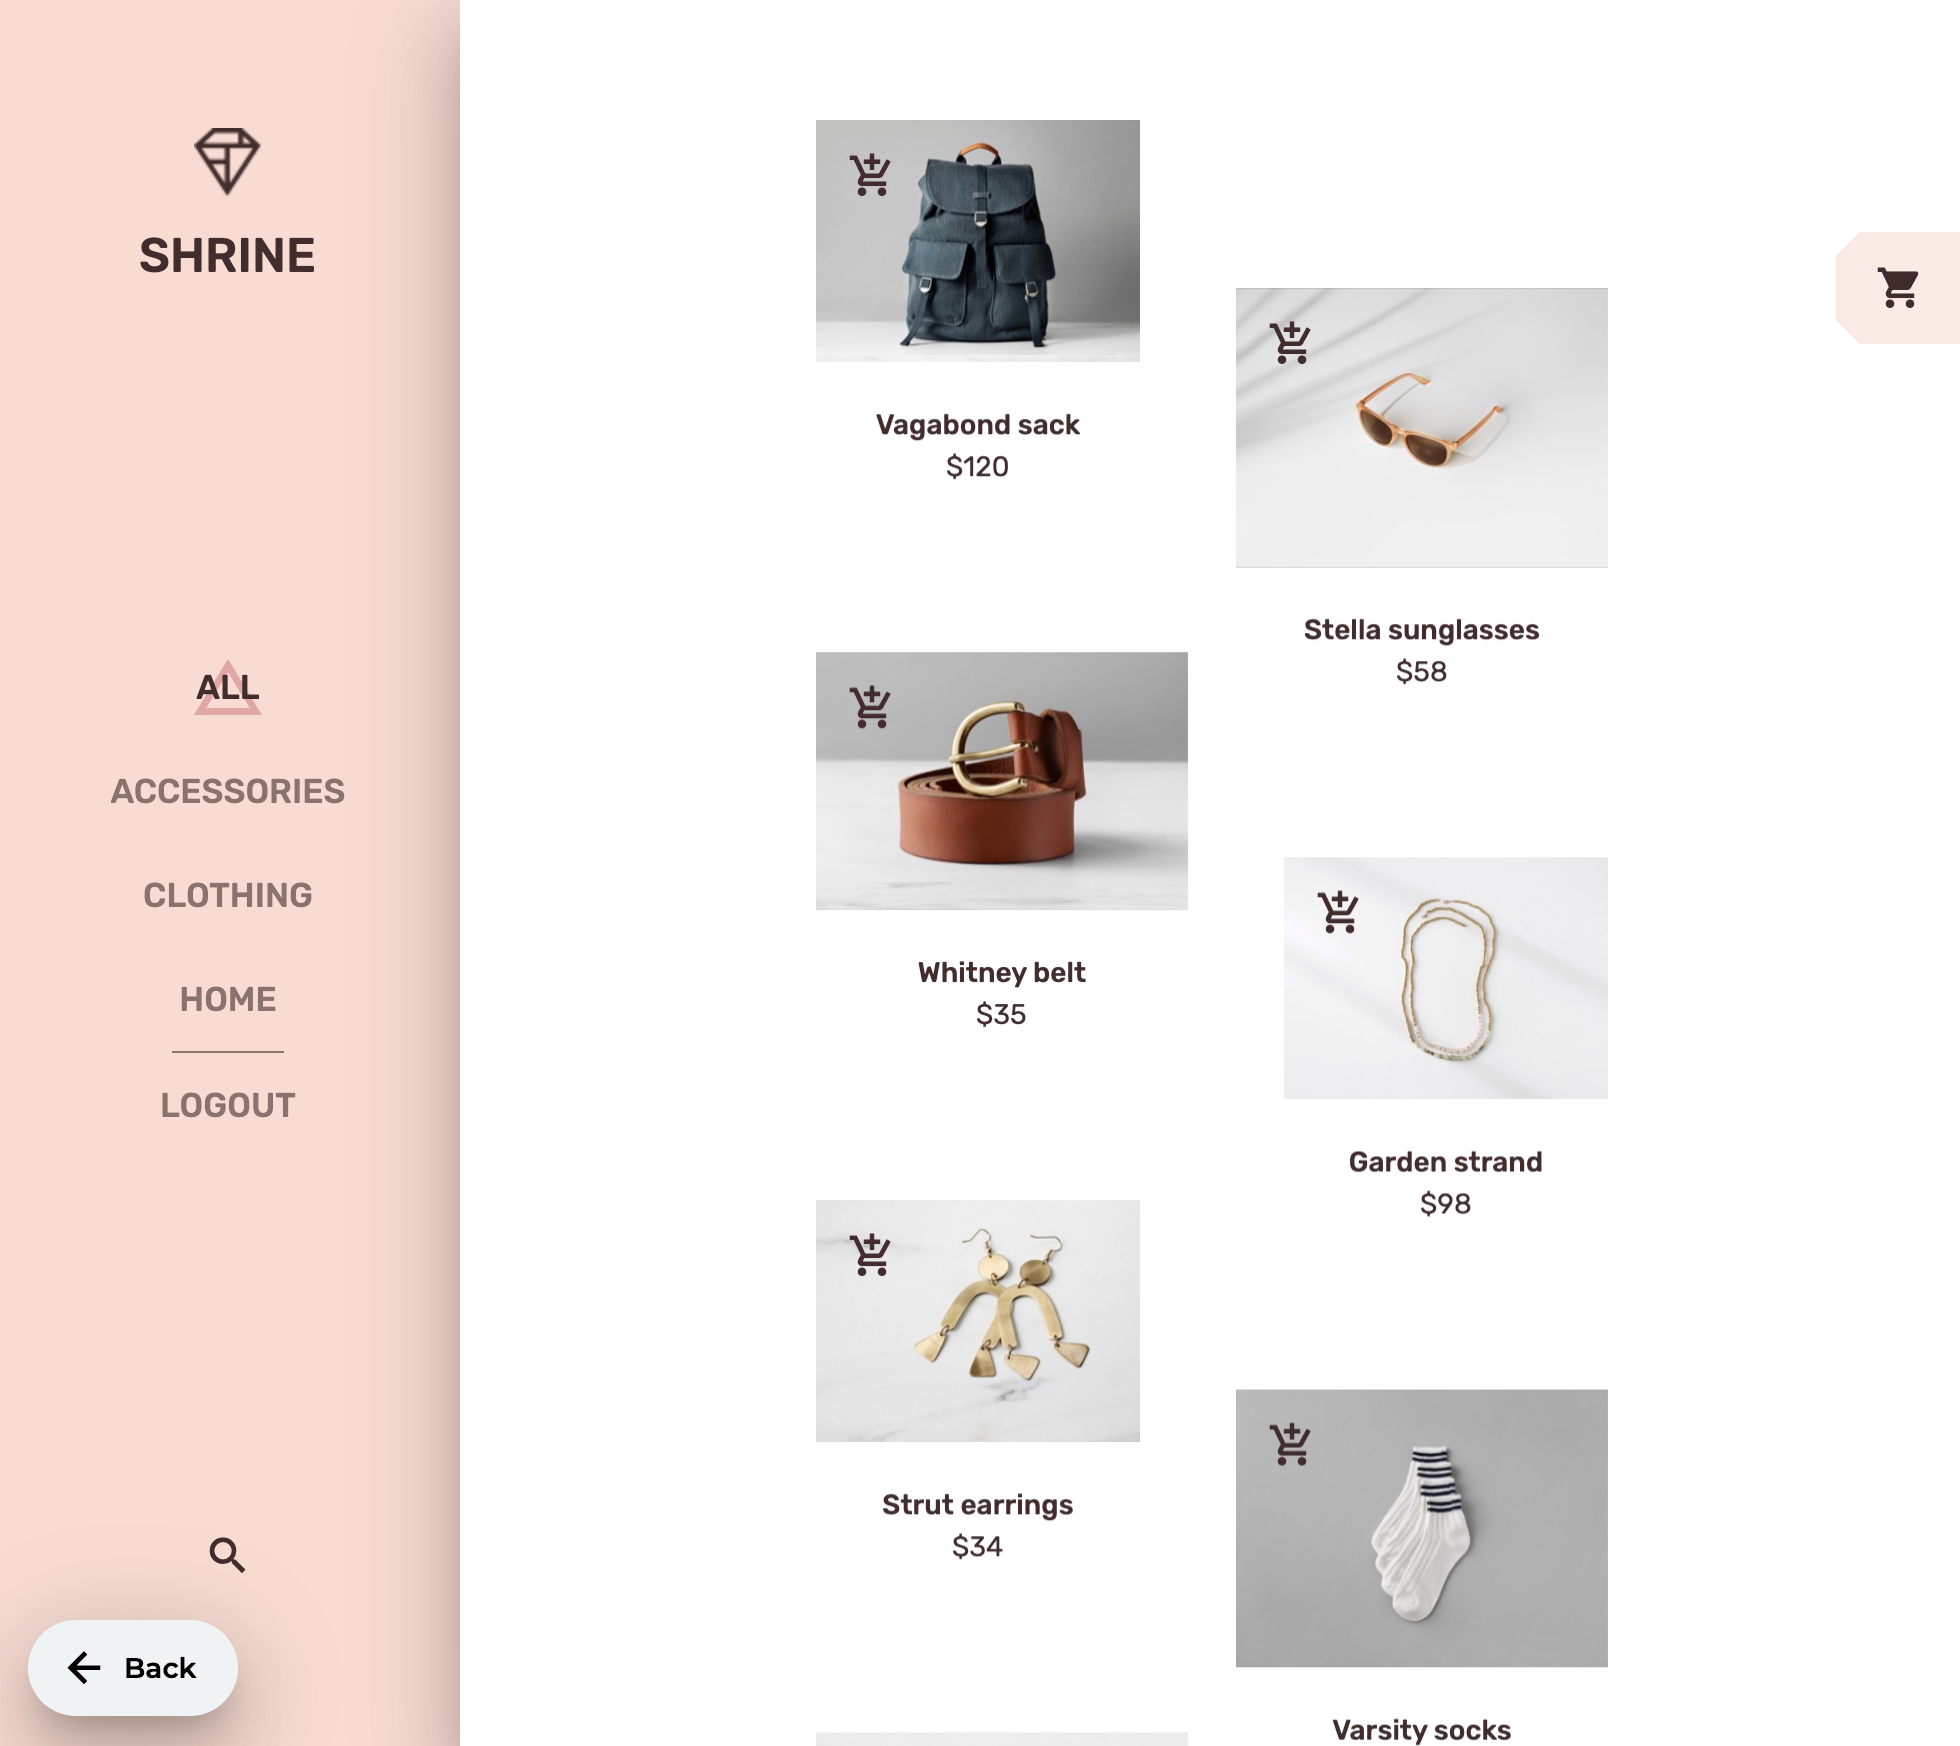 SHRINE
ALL
ACCESSORIES
CLOTHING
HOME
LOGOUT
Back
Vagabond sack
$120
Stella sunglasses
$58
Whitney belt
$35
Garden strand
$98
Strut earrings
$34
Varsity socks